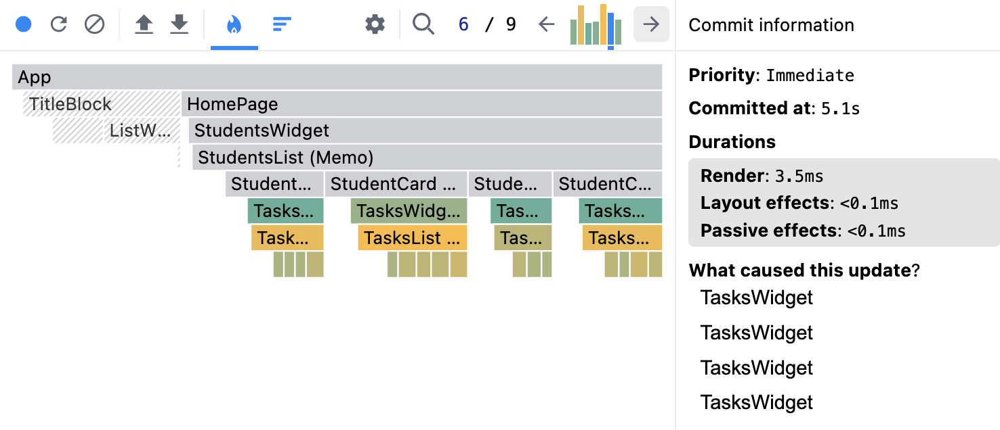 6 / 9
Commit information
App
TitleBlock
HomePage
ListW...
StudentsWidget
StudentsList (Memo)
Student...
StudentCard ...
Stude...
StudentC...
Tasks...
TasksWidg...
Tas...
Tasks...
Task...
TasksList ...
Tas...
Tasks...
Priority: Immediate
Committed at: 5.1s
Durations
Render: 3.5ms
Layout effects: <0.1ms
Passive effects: <0.1ms
What caused this update?
TasksWidget
TasksWidget
TasksWidget
TasksWidget